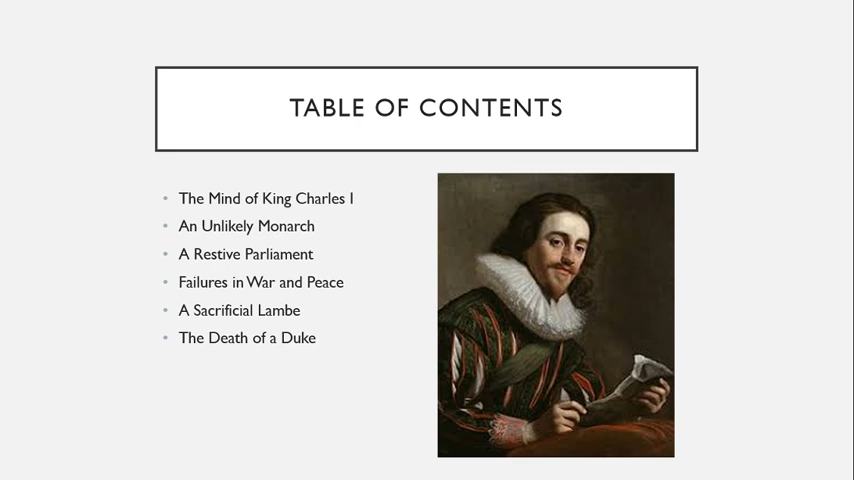 TABLE OF CONTENTS
• The Mind of King Charles I
• An Unlikely Monarch
• A Restive Parliament
• Failures in War and Peace
• A Sacrificial Lambe
• The Death of a Duke